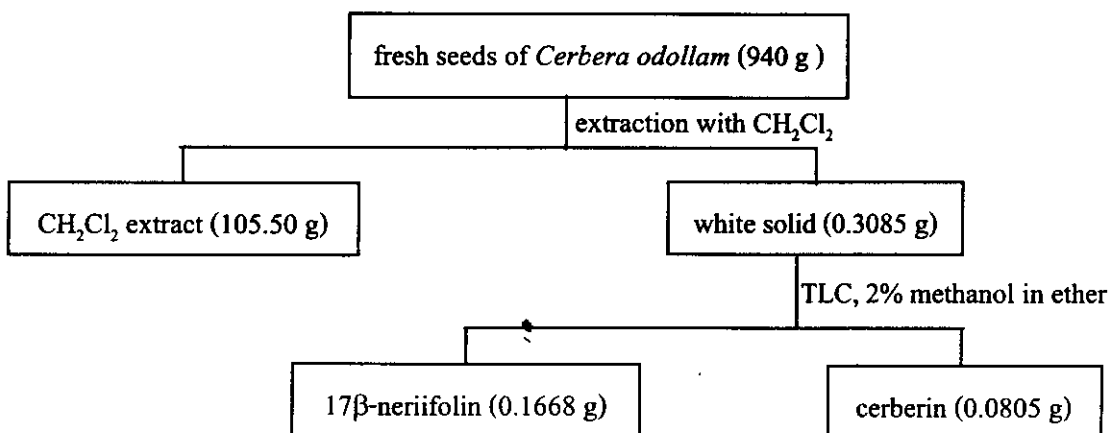 fresh seeds of Cerbera odollam (940 g )
extraction with CH₂Cl₂
CH₂Cl₂ extract (105.50 g)
white solid (0.3085 g)
TLC, 2% methanol in ether
17β-neriifolin (0.1668 g)
cerberin (0.0805 g)